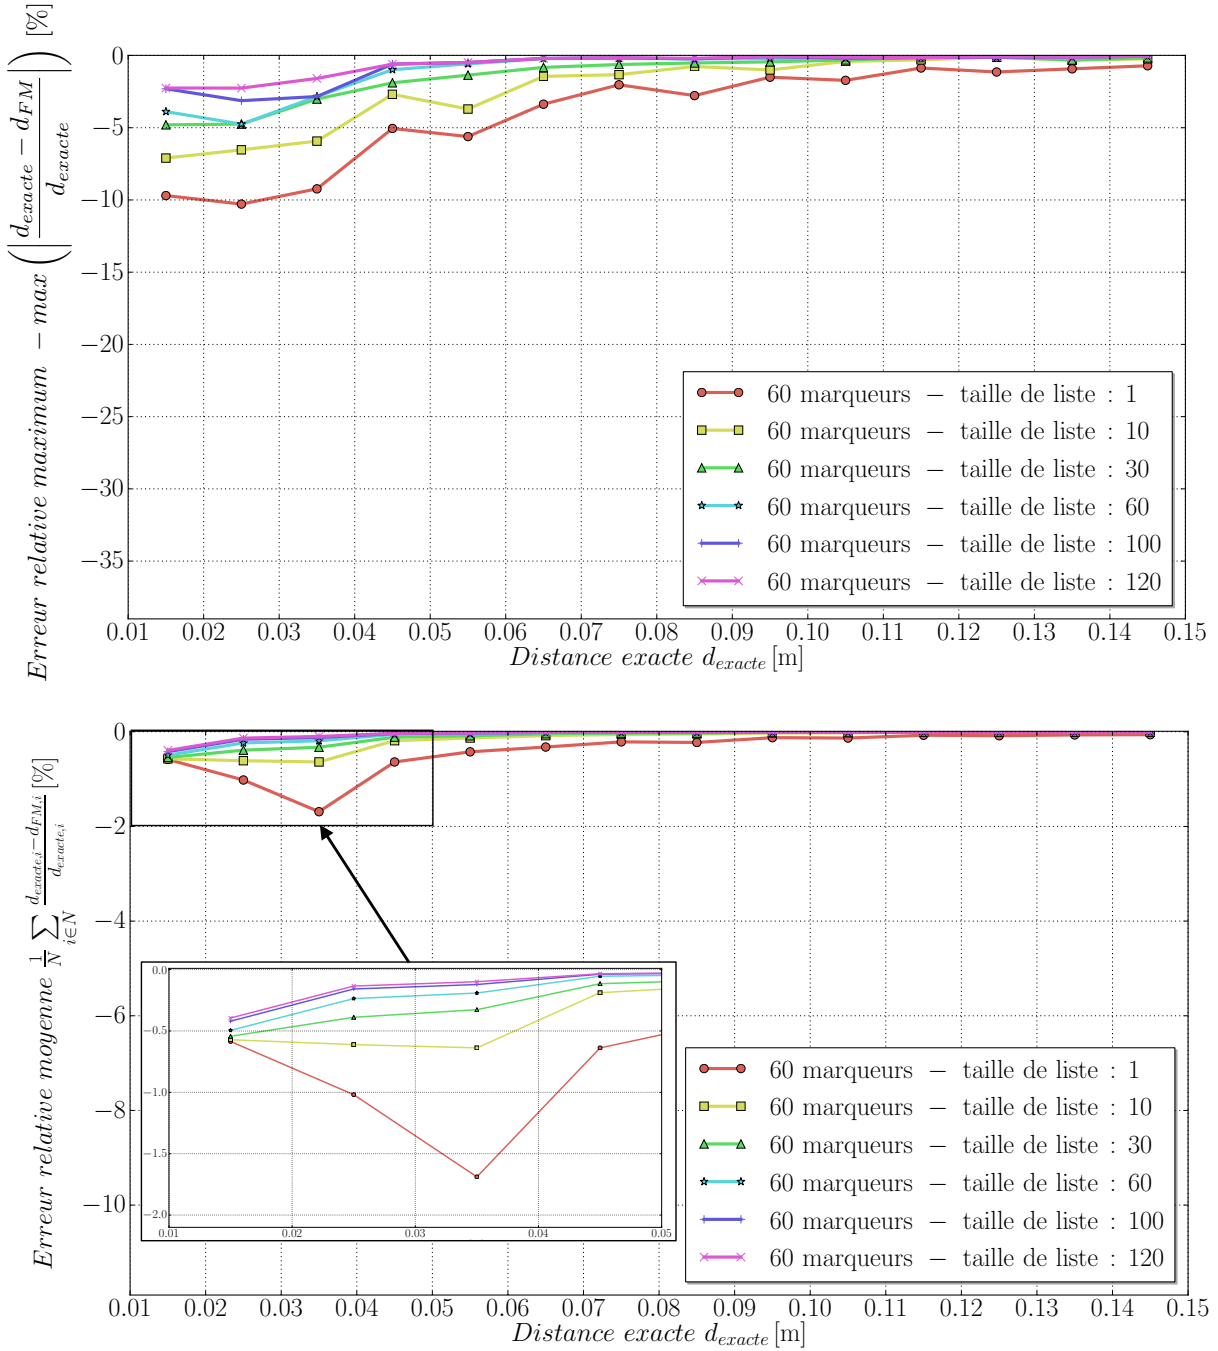 Erreur relative maximum − max (|d_exacte − d_FM / d_exacte|) [%]
0
−5
−10
−15
−20
−25
−30
−35
60 marqueurs − taille de liste : 1
60 marqueurs − taille de liste : 10
60 marqueurs − taille de liste : 30
60 marqueurs − taille de liste : 60
60 marqueurs − taille de liste : 100
60 marqueurs − taille de liste : 120
0.01 0.02 0.03 0.04 0.05 0.06 0.07 0.08 0.09 0.10 0.11 0.12 0.13 0.14 0.15
Distance exacte d_exacte [m]
Erreur relative moyenne 1/N ∑ i∈N d_exacte,i − d_FM,i / d_exacte,i [%]
0
−2
−4
−6
−8
−10
0.0
−0.5
−1.0
−1.5
−2.0
0.01 0.02 0.03 0.04 0.05
60 marqueurs − taille de liste : 1
60 marqueurs − taille de liste : 10
60 marqueurs − taille de liste : 30
60 marqueurs − taille de liste : 60
60 marqueurs − taille de liste : 100
60 marqueurs − taille de liste : 120
0.01 0.02 0.03 0.04 0.05 0.06 0.07 0.08 0.09 0.10 0.11 0.12 0.13 0.14 0.15
Distance exacte d_exacte [m]